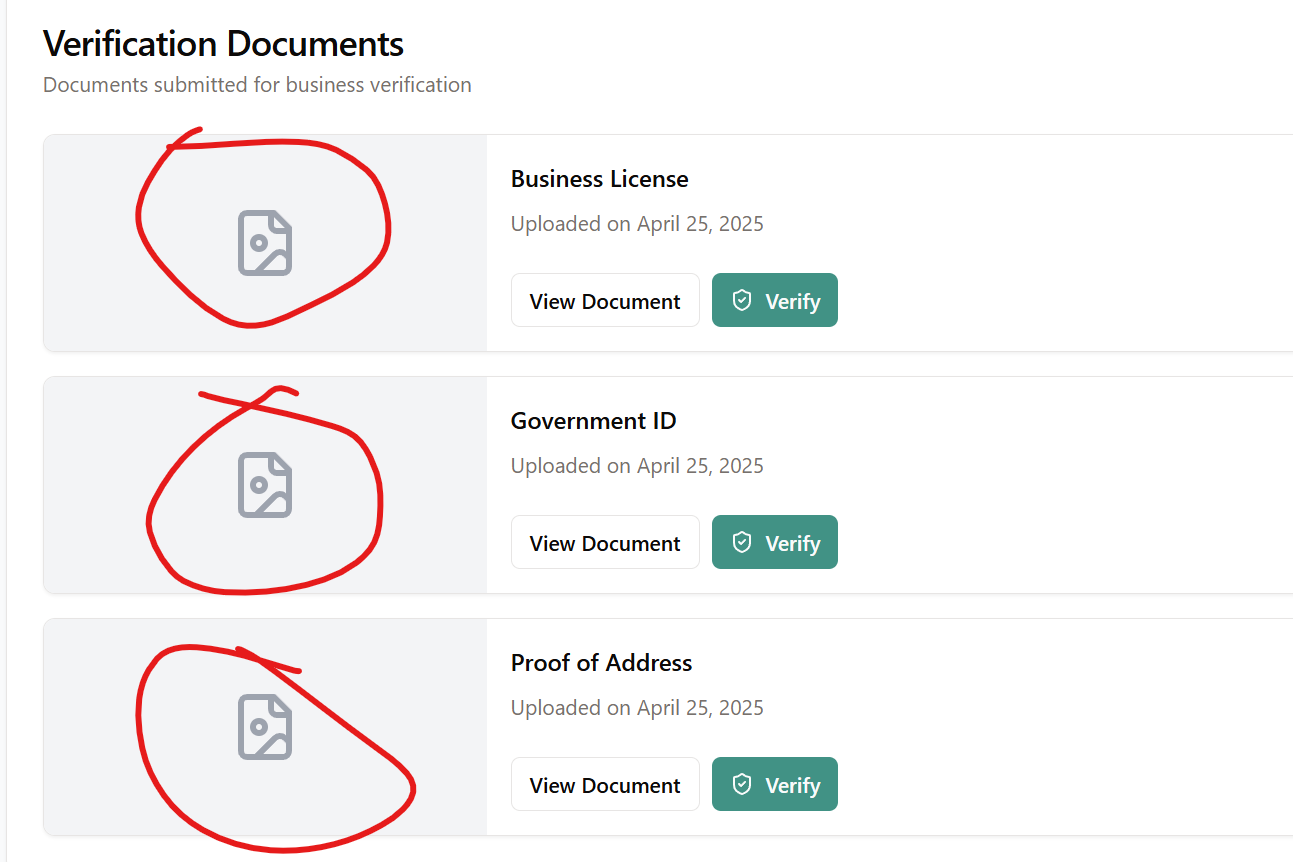 Verification Documents
Documents submitted for business verification
Business License
Uploaded on April 25, 2025
View Document
Verify
Government ID
Uploaded on April 25, 2025
View Document
Verify
Proof of Address
Uploaded on April 25, 2025
View Document
Verify